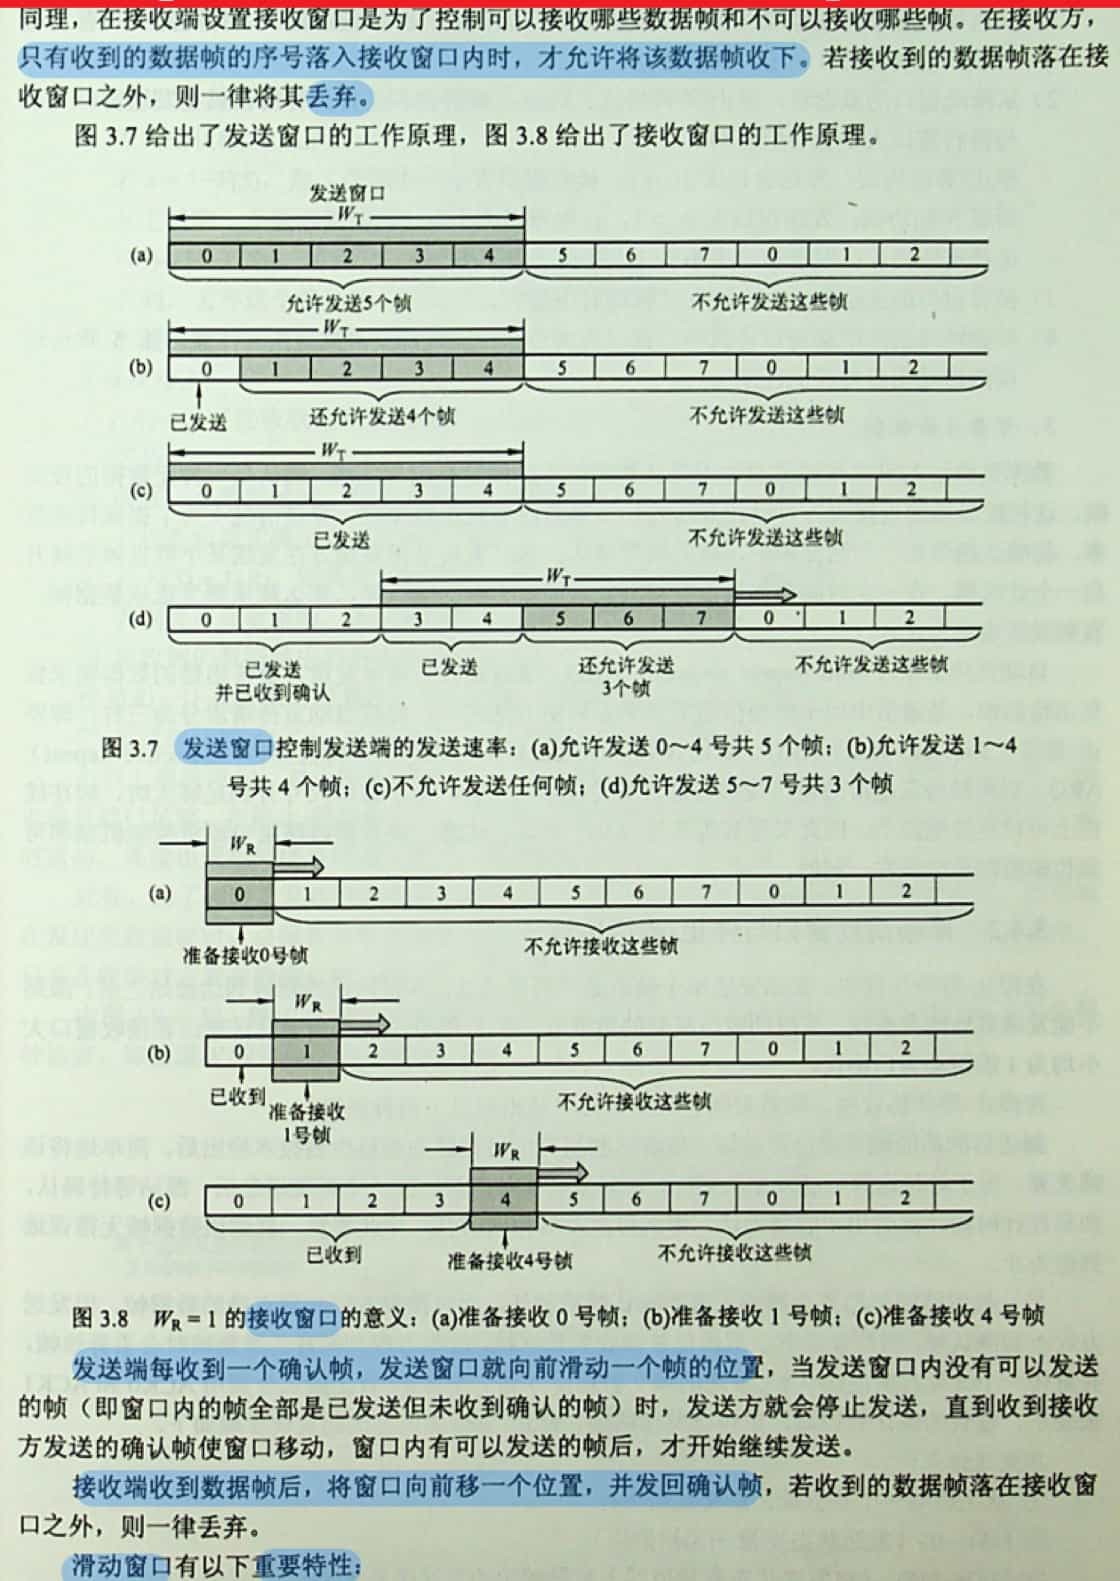 同理，在接收端设置接收窗口是为了控制可以接收哪些数据帧和不可以接收哪些帧。在接收方，
只有收到的数据帧的序号落入接收窗口内时，才允许将该数据帧收下。若接收到的数据帧落在接
收窗口之外，则一律将其丢弃。
图 3.7 给出了发送窗口的工作原理，图 3.8 给出了接收窗口的工作原理。
发送窗口
W_T
(a) 0 1 2 3 4 5 6 7 0 1 2
允许发送5个帧 不允许发送这些帧
W_T
(b) 0 1 2 3 4 5 6 7 0 1 2
已发送 还允许发送4个帧 不允许发送这些帧
W_T
(c) 0 1 2 3 4 5 6 7 0 1 2
已发送 不允许发送这些帧
W_T
(d) 0 1 2 3 4 5 6 7 0 1 2
已发送 已发送 还允许发送 不允许发送这些帧
并已收到确认 3个帧
图 3.7 发送窗口控制发送端的发送速率：(a)允许发送 0～4 号共 5 个帧；(b)允许发送 1～4
号共 4 个帧；(c)不允许发送任何帧；(d)允许发送 5～7 号共 3 个帧
W_R
(a) 0 1 2 3 4 5 6 7 0 1 2
准备接收0号帧 不允许接收这些帧
W_R
(b) 0 1 2 3 4 5 6 7 0 1 2
已收到 准备接收 不允许接收这些帧
1号帧
W_R
(c) 0 1 2 3 4 5 6 7 0 1 2
已收到 准备接收4号帧 不允许接收这些帧
图 3.8 W_R = 1 的接收窗口的意义：(a)准备接收 0 号帧；(b)准备接收 1 号帧；(c)准备接收 4 号帧
发送端每收到一个确认帧，发送窗口就向前滑动一个帧的位置，当发送窗口内没有可以发送
的帧（即窗口内的帧全部是已发送但未收到确认的帧）时，发送方就会停止发送，直到收到接收
方发送的确认帧使窗口移动，窗口内有可以发送的帧后，才开始继续发送。
接收端收到数据帧后，将窗口向前移一个位置，并发回确认帧，若收到的数据帧落在接收窗
口之外，则一律丢弃。
滑动窗口有以下重要特性：